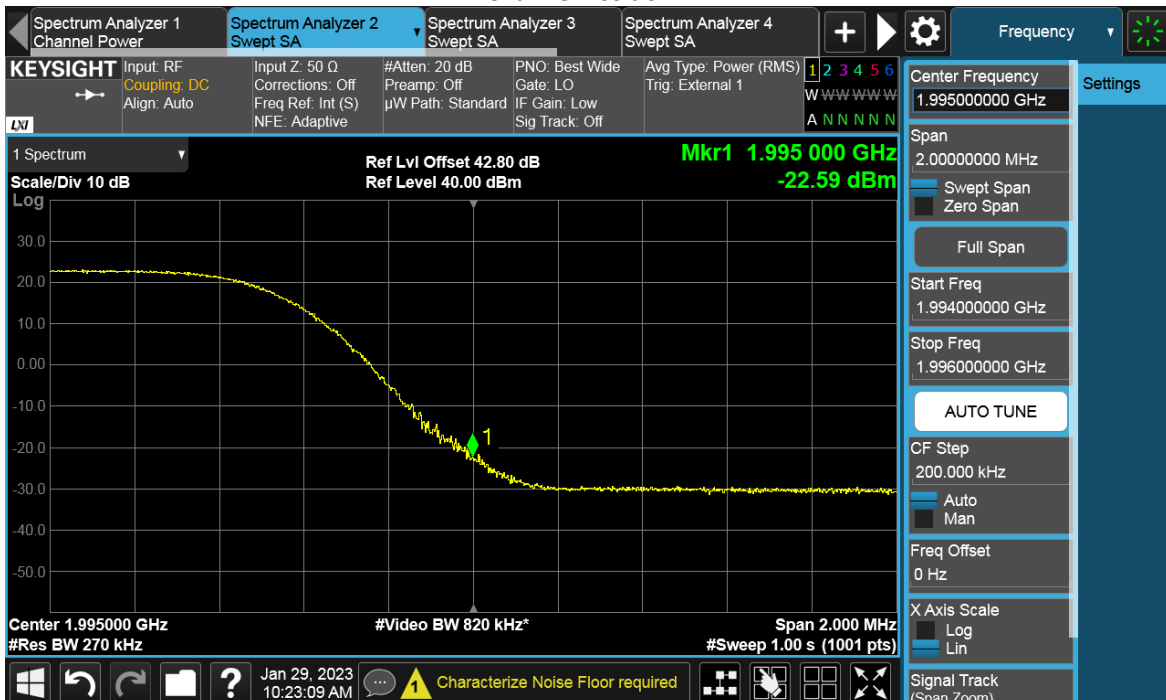 Spectrum Analyzer 1
Channel Power
Spectrum Analyzer 2
Swept SA
Spectrum Analyzer 3
Swept SA
Spectrum Analyzer 4
Swept SA
Frequency
KEYSIGHT
LXI
Input: RF
Coupling: DC
Align: Auto
Input Z: 50 Ω
Corrections: Off
Freq Ref: Int (S)
NFE: Adaptive
#Atten: 20 dB
Preamp: Off
µW Path: Standard
PNO: Best Wide
Gate: LO
IF Gain: Low
Sig Track: Off
Avg Type: Power (RMS)
Trig: External 1
1 2 3 4 5 6
W W W W W W
A N N N N N
1 Spectrum
Scale/Div 10 dB
Log
Ref Lvl Offset 42.80 dB
Ref Level 40.00 dBm
Mkr1 1.995 000 GHz
-22.59 dBm
30.0
20.0
10.0
0.00
-10.0
-20.0
-30.0
-40.0
-50.0
1
Center 1.995000 GHz
#Res BW 270 kHz
#Video BW 820 kHz*
Span 2.000 MHz
#Sweep 1.00 s (1001 pts)
Center Frequency
1.995000000 GHz
Span
2.00000000 MHz
Swept Span
Zero Span
Full Span
Start Freq
1.994000000 GHz
Stop Freq
1.996000000 GHz
AUTO TUNE
CF Step
200.000 kHz
Auto
Man
Freq Offset
0 Hz
X Axis Scale
Log
Lin
Signal Track
(Span Zoom)
Settings
?
Jan 29, 2023
10:23:09 AM
1
Characterize Noise Floor required